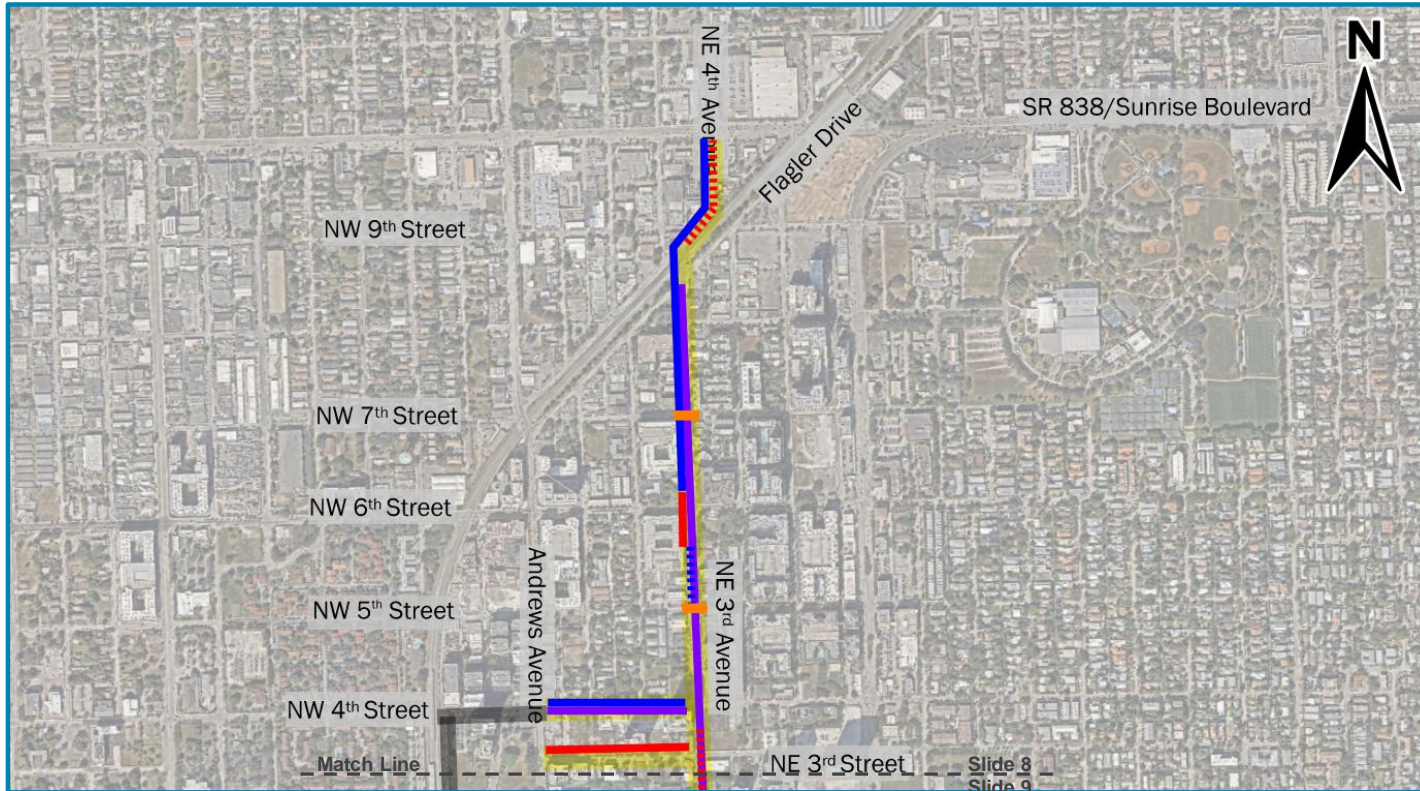 N
NE 4th Avenue
SR 838/Sunrise Boulevard
Flagler Drive
NW 9th Street
NW 7th Street
NW 6th Street
Andrews Avenue
NE 3rd Avenue
NW 5th Street
NW 4th Street
Match Line
NE 3rd Street
Slide 8
Slide 9